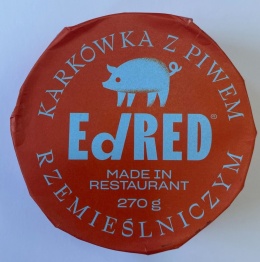 KARKÓWKA Z PIWEM
EdRED®
MADE IN
RESTAURANT
270 g
RZEMIEŚLNICZYM